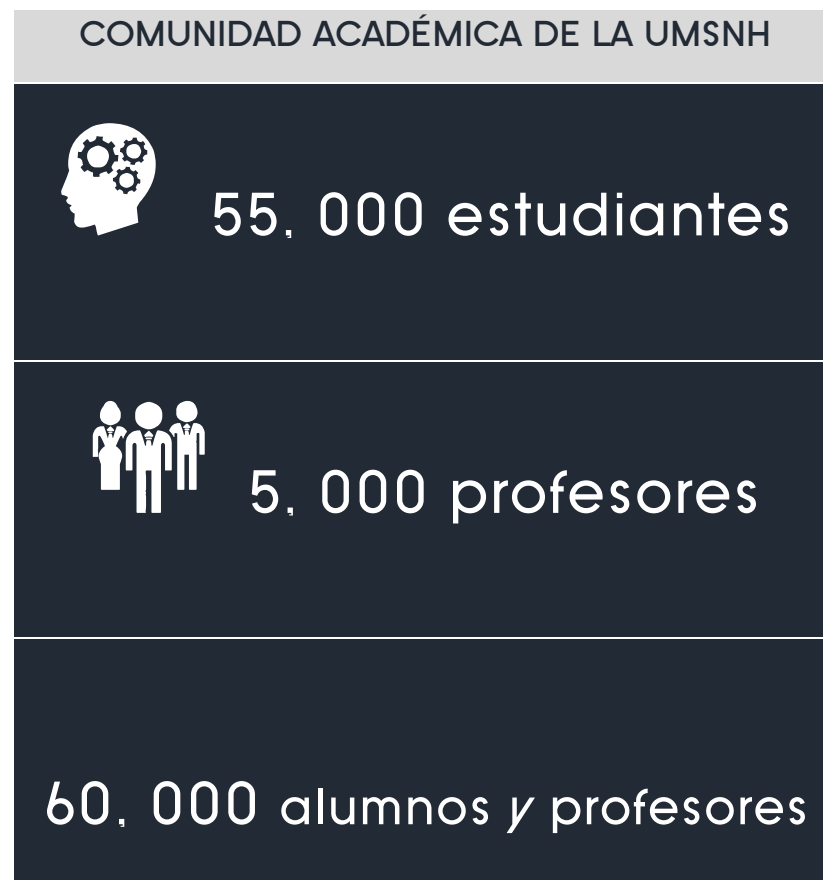 COMUNIDAD ACADÉMICA DE LA UMSNH
55, 000 estudiantes
5, 000 profesores
60, 000 alumnos y profesores